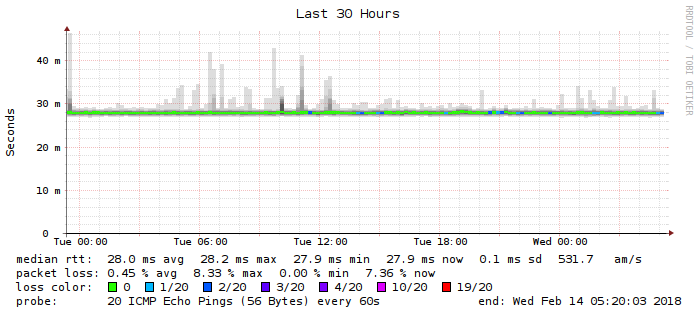 Last 30 Hours
RRDTOOL / TOBI OETIKER
Seconds
40 m
30 m
20 m
10 m
0
Tue 00:00 Tue 06:00 Tue 12:00 Tue 18:00 Wed 00:00
median rtt: 28.0 ms avg 28.2 ms max 27.9 ms min 27.9 ms now 0.1 ms sd 531.7 am/s
packet loss: 0.45 % avg 8.33 % max 0.00 % min 7.36 % now
loss color: 0 1/20 2/20 3/20 4/20 10/20 19/20
probe: 20 ICMP Echo Pings (56 Bytes) every 60s end: Wed Feb 14 05:20:03 2018